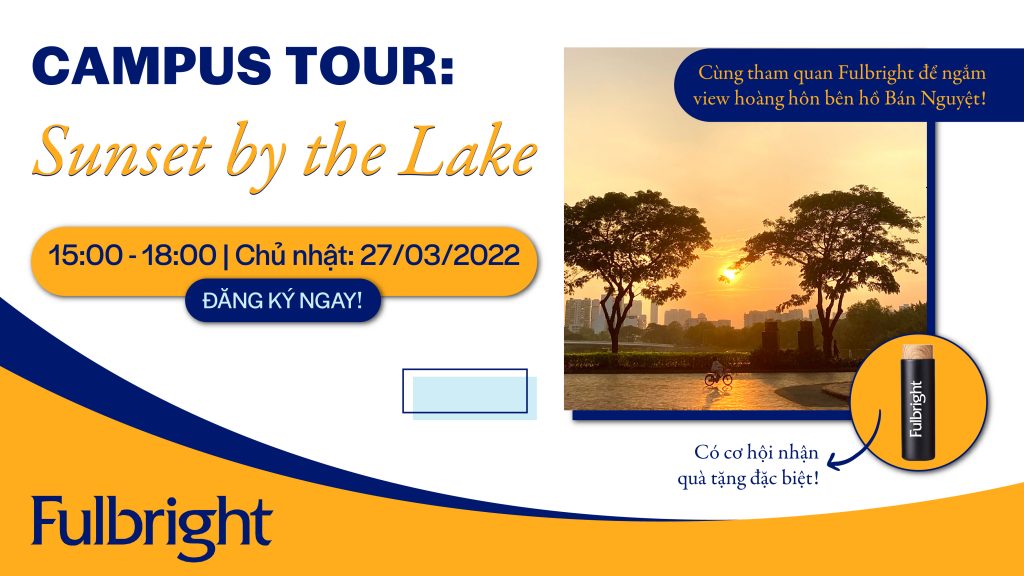 CAMPUS TOUR:
Sunset by the Lake
15:00 - 18:00 | Chủ nhật: 27/03/2022
ĐĂNG KÝ NGAY!
Cùng tham quan Fulbright để ngắm
view hoàng hôn bên hồ Bán Nguyệt!
Fulbright
Có cơ hội nhận
quà tặng đặc biệt!
Fulbright